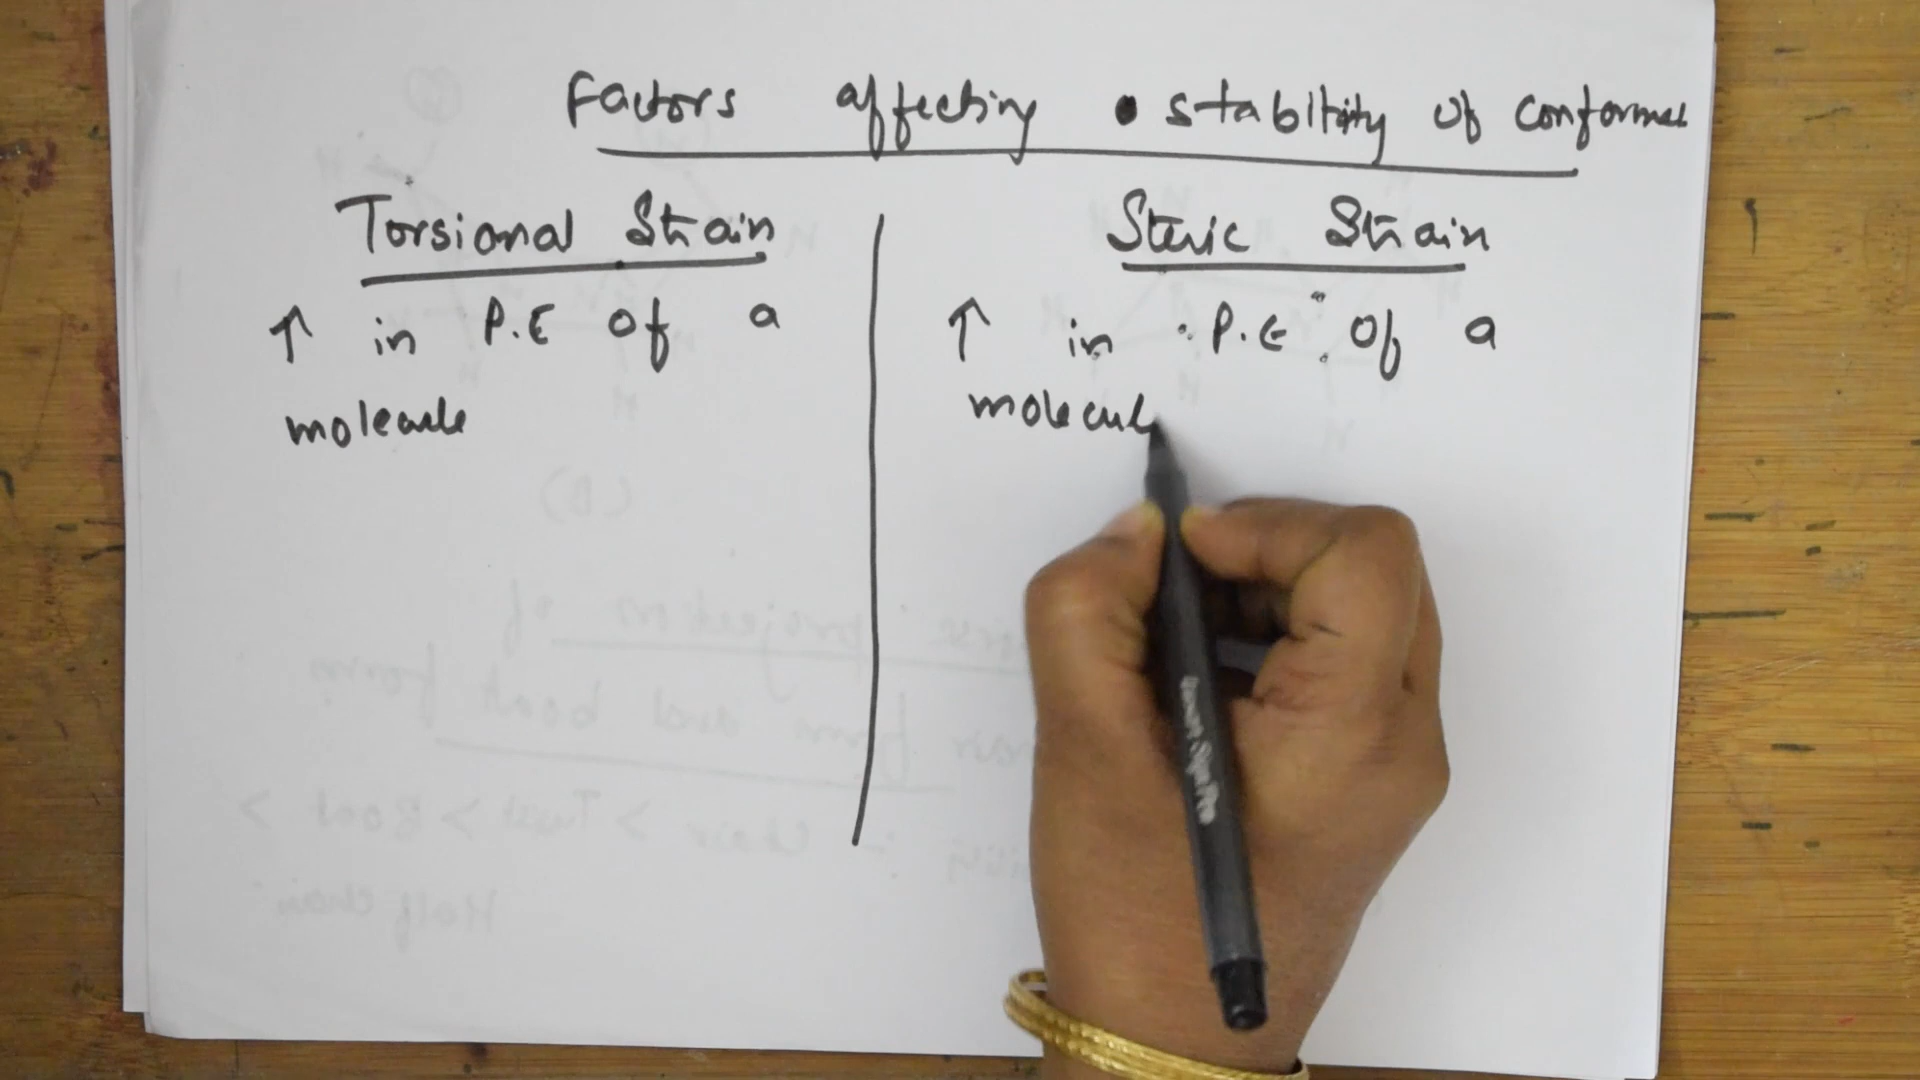 Factors affecting stability of conformer
Torsional Strain
↑ in P.E of a
molecule
Steric Strain
↑ in P.E of a
molecul